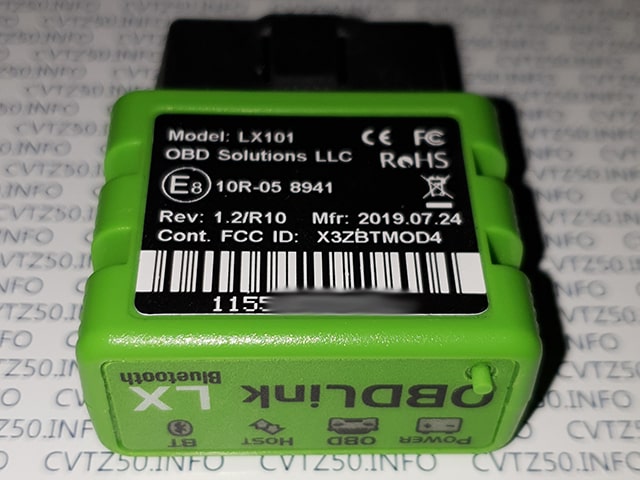 Model: LX101
OBD Solutions LLC
CE FC
RoHS
E8 10R-05 8941
Rev: 1.2/R10 Mfr: 2019.07.24
Cont. FCC ID: X3ZBTMOD4
1155
OBDLink LX
Bluetooth
POWER OBD HOST BT
CVTZ50.INFO